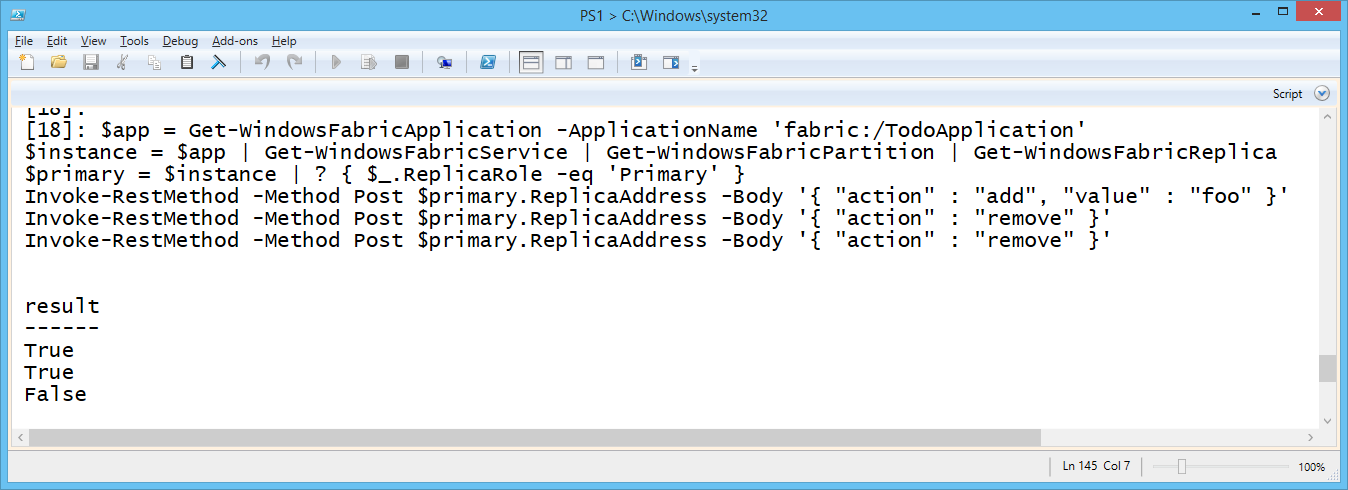 PS1 > C:\Windows\system32
File Edit View Tools Debug Add-ons Help
Script
[18]:
[18]: $app = Get-WindowsFabricApplication -ApplicationName 'fabric:/TodoApplication'
$instance = $app | Get-WindowsFabricService | Get-WindowsFabricPartition | Get-WindowsFabricReplica
$primary = $instance | ? { $_.ReplicaRole -eq 'Primary' }
Invoke-RestMethod -Method Post $primary.ReplicaAddress -Body '{ "action" : "add", "value" : "foo" }'
Invoke-RestMethod -Method Post $primary.ReplicaAddress -Body '{ "action" : "remove" }'
Invoke-RestMethod -Method Post $primary.ReplicaAddress -Body '{ "action" : "remove" }'
result
------
True
True
False
Ln 145 Col 7
100%